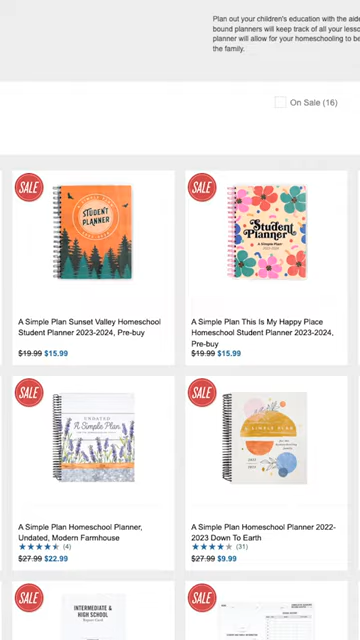 Plan out your children's education with the aide
bound planners will keep track of all your lesso
planner will allow for your homeschooling to be
the family.
On Sale (16)
SALE
SALE
STUDENT
PLANNER
Student
Planner
A Simple Plan
2023-2024
A Simple Plan Sunset Valley Homeschool
Student Planner 2023-2024, Pre-buy
$19.99 $15.99
A Simple Plan This Is My Happy Place
Homeschool Student Planner 2023-2024,
Pre-buy
$19.99 $15.99
SALE
SALE
UNDATED
A Simple Plan
A SIMPLE PLAN
2022
2023
A Simple Plan Homeschool Planner,
Undated, Modern Farmhouse
(4)
$27.99 $22.99
A Simple Plan Homeschool Planner 2022-
2023 Down To Earth
(31)
$27.99 $9.99
SALE
SALE
INTERMEDIATE &
HIGH SCHOOL